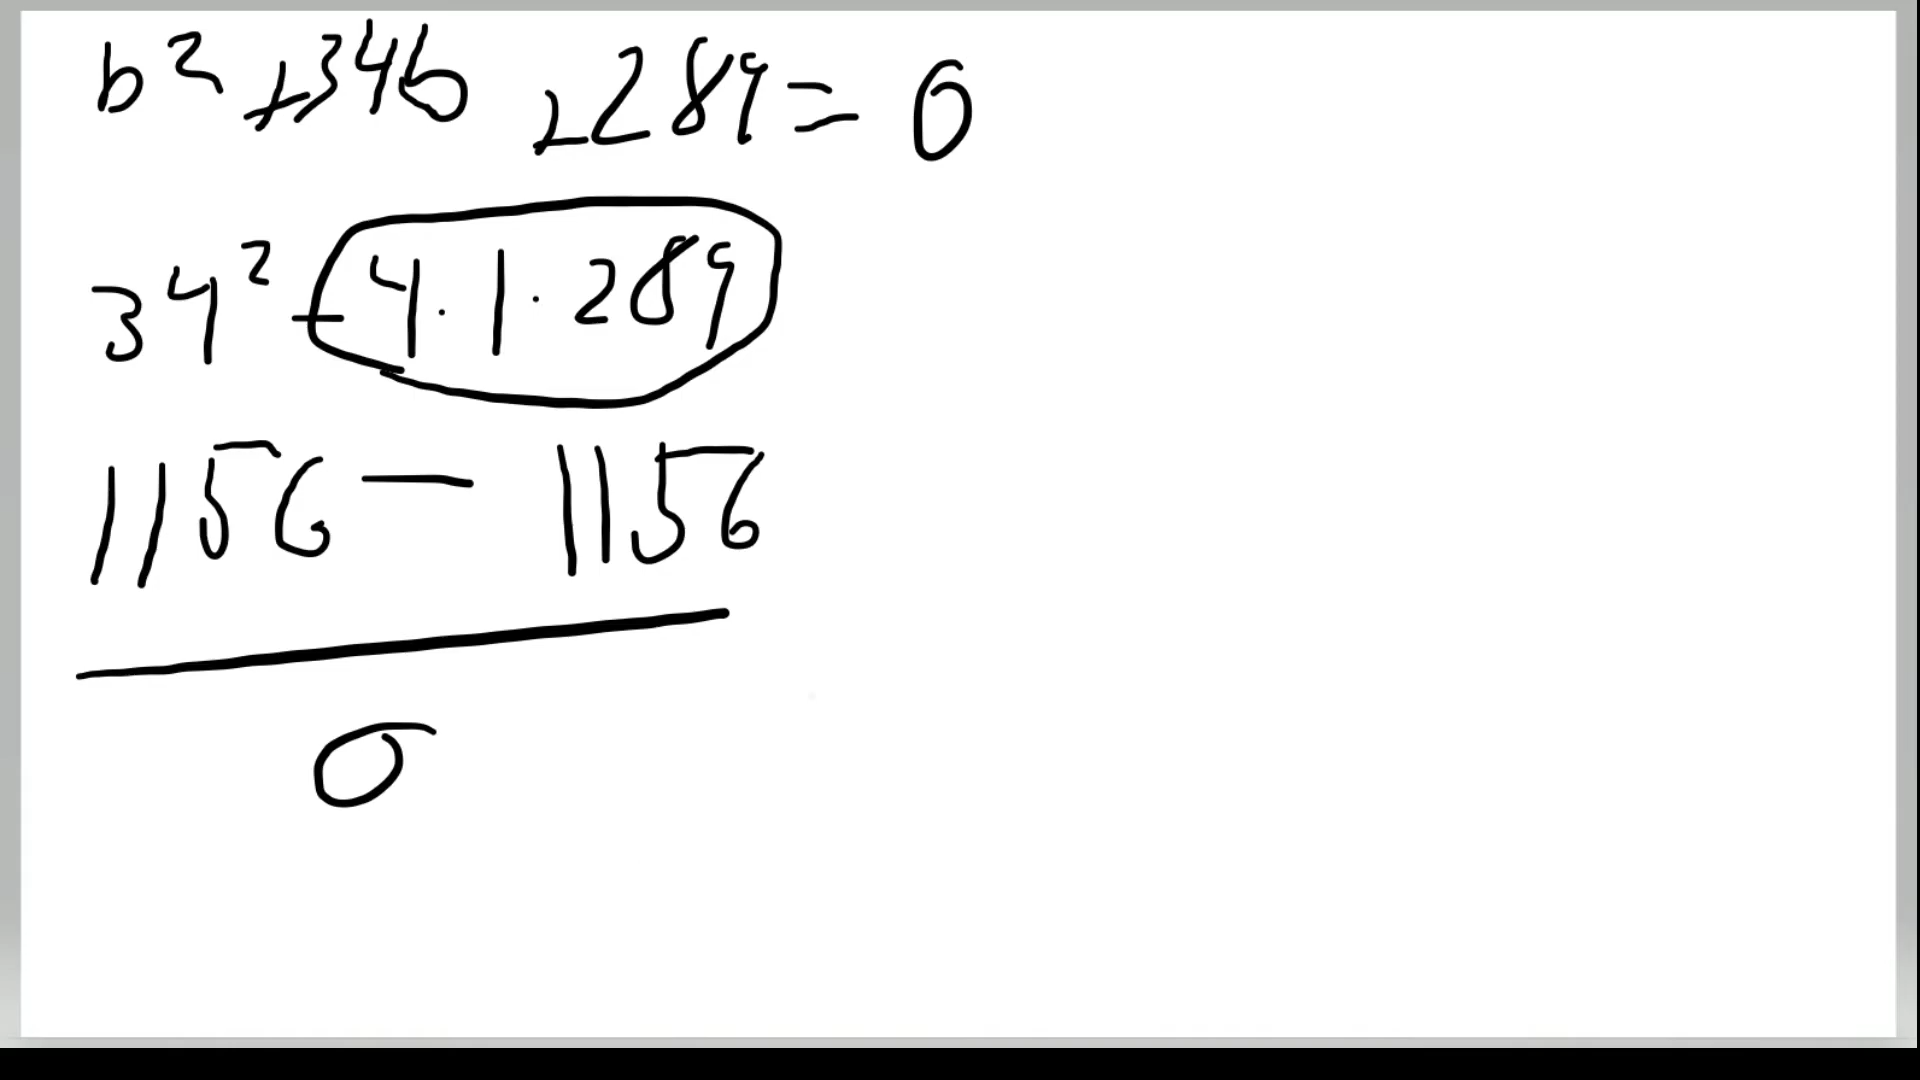 b² + 34b + 289 = 0
34² - 4 · 1 · 289
1156 - 1156
0